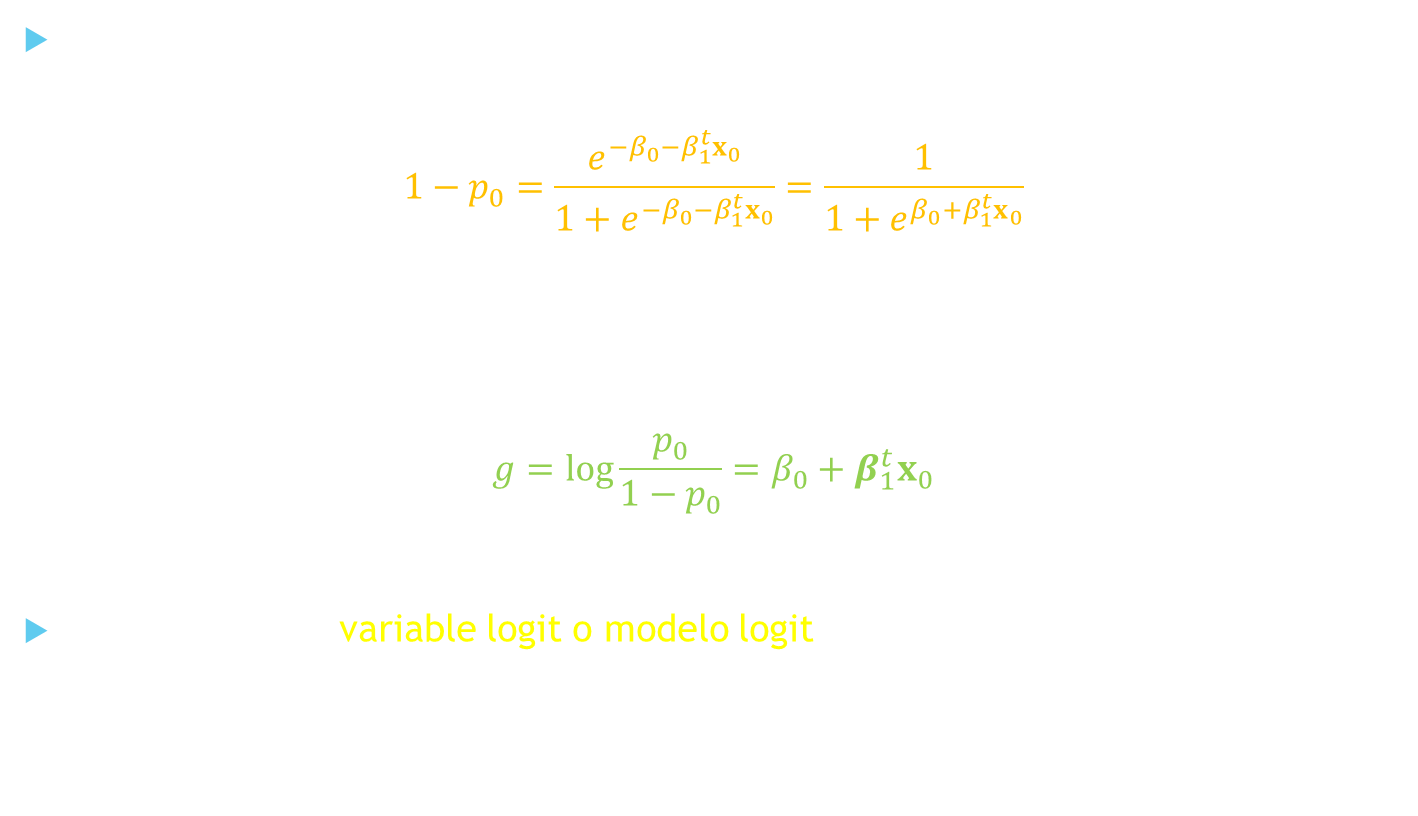 1 − p₀ = e^(−β₀−β₁ᵗx₀) / (1 + e^(−β₀−β₁ᵗx₀)) = 1 / (1 + e^(β₀+β₁ᵗx₀))
g = log p₀ / (1 − p₀) = β₀ + β₁ᵗx₀
variable logit o modelo logit